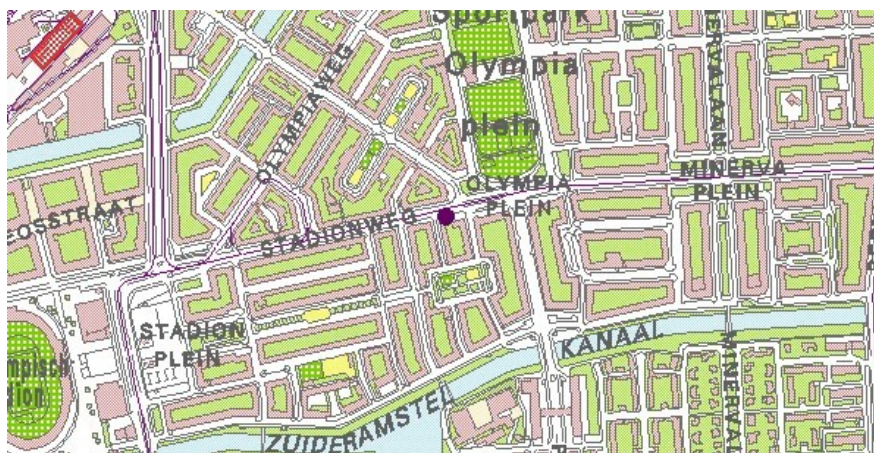 Sportpark
Olympia
plein
OLYMPIAWEG
OLYMPIA
PLEIN
MINERVA
PLEIN
STADIONWEG
STADION
PLEIN
KANAAL
ZUIDERAMSTEL